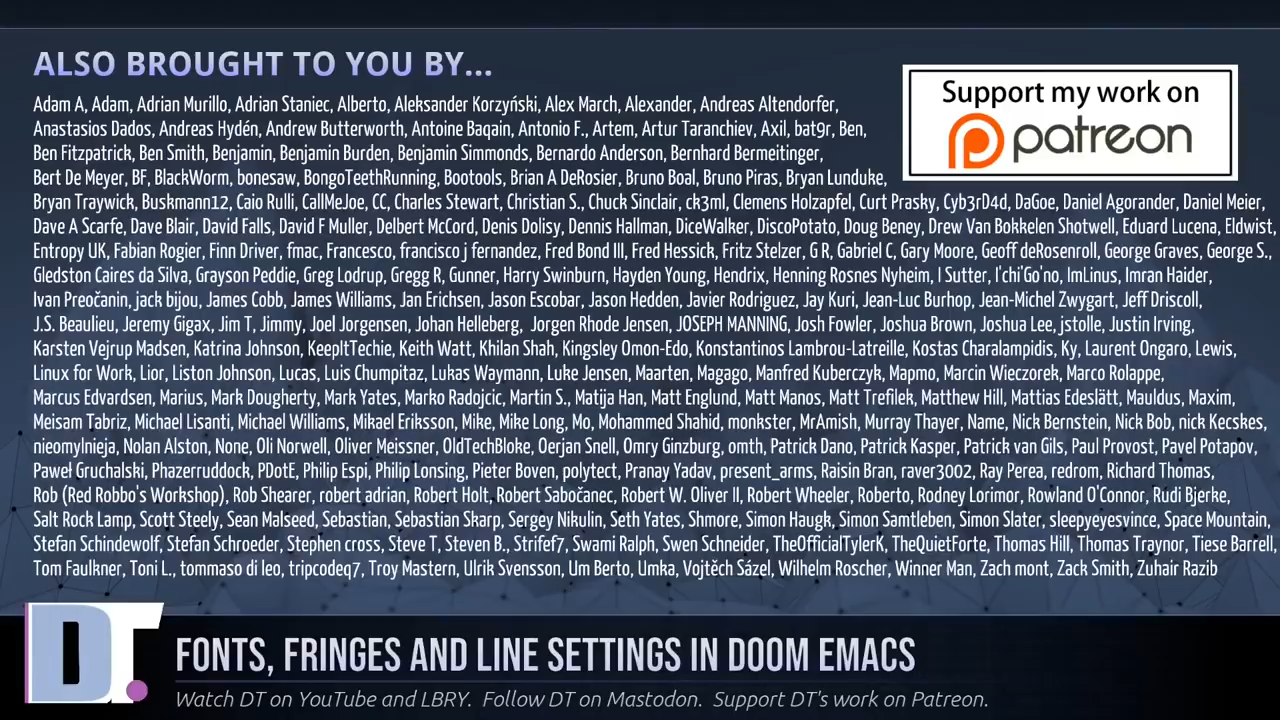 ALSO BROUGHT TO YOU BY...
Support my work on
patreon
Adam A, Adam, Adrian Murillo, Adrian Staniec, Alberto, Aleksander Korzyński, Alex March, Alexander, Andreas Altendorfer,
Anastasios Dados, Andreas Hydén, Andrew Butterworth, Antoine Baqain, Antonio F., Artem, Artur Taranchiev, Axil, bat9r, Ben,
Ben Fitzpatrick, Ben Smith, Benjamin, Benjamin Burden, Benjamin Simmonds, Bernardo Anderson, Bernhard Bermeitinger,
Bert De Meyer, BF, BlackWorm, bonesaw, BongoTeethRunning, Bootools, Brian A DeRosier, Bruno Boal, Bruno Piras, Bryan Lunduke,
Bryan Traywick, Buskmann12, Caio Rulli, CallMeJoe, CC, Charles Stewart, Christian S., Chuck Sinclair, ck3ml, Clemens Holzapfel, Curt Prasky, Cyb3rD4d, DaGoe, Daniel Agorander, Daniel Meier,
Dave A Scarfe, Dave Blair, David Falls, David F Muller, Delbert McCord, Denis Dolisy, Dennis Hallman, DiceWalker, DiscoPotato, Doug Beney, Drew Van Bokkelen Shotwell, Eduard Lucena, Eldwist,
Entropy UK, Fabian Rogier, Finn Driver, fmac, Francesco, francisco j fernandez, Fred Bond III, Fred Hessick, Fritz Stelzer, G R, Gabriel C, Gary Moore, Geoff deRosenroll, George Graves, George S.,
Gledston Caires da Silva, Grayson Peddie, Greg Lodrup, Gregg R, Gunner, Harry Swinburn, Hayden Young, Hendrix, Henning Rosnes Nyheim, I Sutter, I'chi'Go'no, ImLinus, Imran Haider,
Ivan Preočanin, jack bijou, James Cobb, James Williams, Jan Erichsen, Jason Escobar, Jason Hedden, Javier Rodriguez, Jay Kuri, Jean-Luc Burhop, Jean-Michel Zwygart, Jeff Driscoll,
J.S. Beaulieu, Jeremy Gigax, Jim T, Jimmy, Joel Jorgensen, Johan Helleberg, Jorgen Rhode Jensen, JOSEPH MANNING, Josh Fowler, Joshua Brown, Joshua Lee, jstolle, Justin Irving,
Karsten Vejrup Madsen, Katrina Johnson, KeepItTechie, Keith Watt, Khilan Shah, Kingsley Omon-Edo, Konstantinos Lambrou-Latreille, Kostas Charalampidis, Ky, Laurent Ongaro, Lewis,
Linux for Work, Lior, Liston Johnson, Lucas, Luis Chumpitaz, Lukas Waymann, Luke Jensen, Maarten, Magago, Manfred Kuberczyk, Mapmo, Marcin Wieczorek, Marco Rolappe,
Marcus Edvardsen, Marius, Mark Dougherty, Mark Yates, Marko Radojcic, Martin S., Matija Han, Matt Englund, Matt Manos, Matt Trefilek, Matthew Hill, Mattias Edeslätt, Mauldus, Maxim,
Meisam Tabriz, Michael Lisanti, Michael Williams, Mikael Eriksson, Mike, Mike Long, Mo, Mohammed Shahid, monkster, MrAmish, Murray Thayer, Name, Nick Bernstein, Nick Bob, nick Kecskes,
nieomylnieja, Nolan Alston, None, Oli Norwell, Oliver Meissner, OldTechBloke, Oerjan Snell, Omry Ginzburg, omth, Patrick Dano, Patrick Kasper, Patrick van Gils, Paul Provost, Pavel Potapov,
Paweł Gruchalski, Phazerruddock, PDotE, Philip Espi, Philip Lonsing, Pieter Boven, polytect, Pranay Yadav, present_arms, Raisin Bran, raver3002, Ray Perea, redrom, Richard Thomas,
Rob (Red Robbo's Workshop), Rob Shearer, robert adrian, Robert Holt, Robert Sabočanec, Robert W. Oliver II, Robert Wheeler, Roberto, Rodney Lorimor, Rowland O'Connor, Rudi Bjerke,
Salt Rock Lamp, Scott Steely, Sean Malseed, Sebastian, Sebastian Skarp, Sergey Nikulin, Seth Yates, Shmore, Simon Haugk, Simon Samtleben, Simon Slater, sleepyeyesvince, Space Mountain,
Stefan Schindewolf, Stefan Schroeder, Stephen cross, Steve T, Steven B., Strifef7, Swami Ralph, Swen Schneider, TheOfficialTylerK, TheQuietForte, Thomas Hill, Thomas Traynor, Tiese Barrell,
Tom Faulkner, Toni L., tommaso di leo, tripcodeq7, Troy Mastern, Ulrik Svensson, Um Berto, Umka, Vojtěch Sázel, Wilhelm Roscher, Winner Man, Zach mont, Zack Smith, Zuhair Razib
DT.
FONTS, FRINGES AND LINE SETTINGS IN DOOM EMACS
Watch DT on YouTube and LBRY. Follow DT on Mastodon. Support DT's work on Patreon.